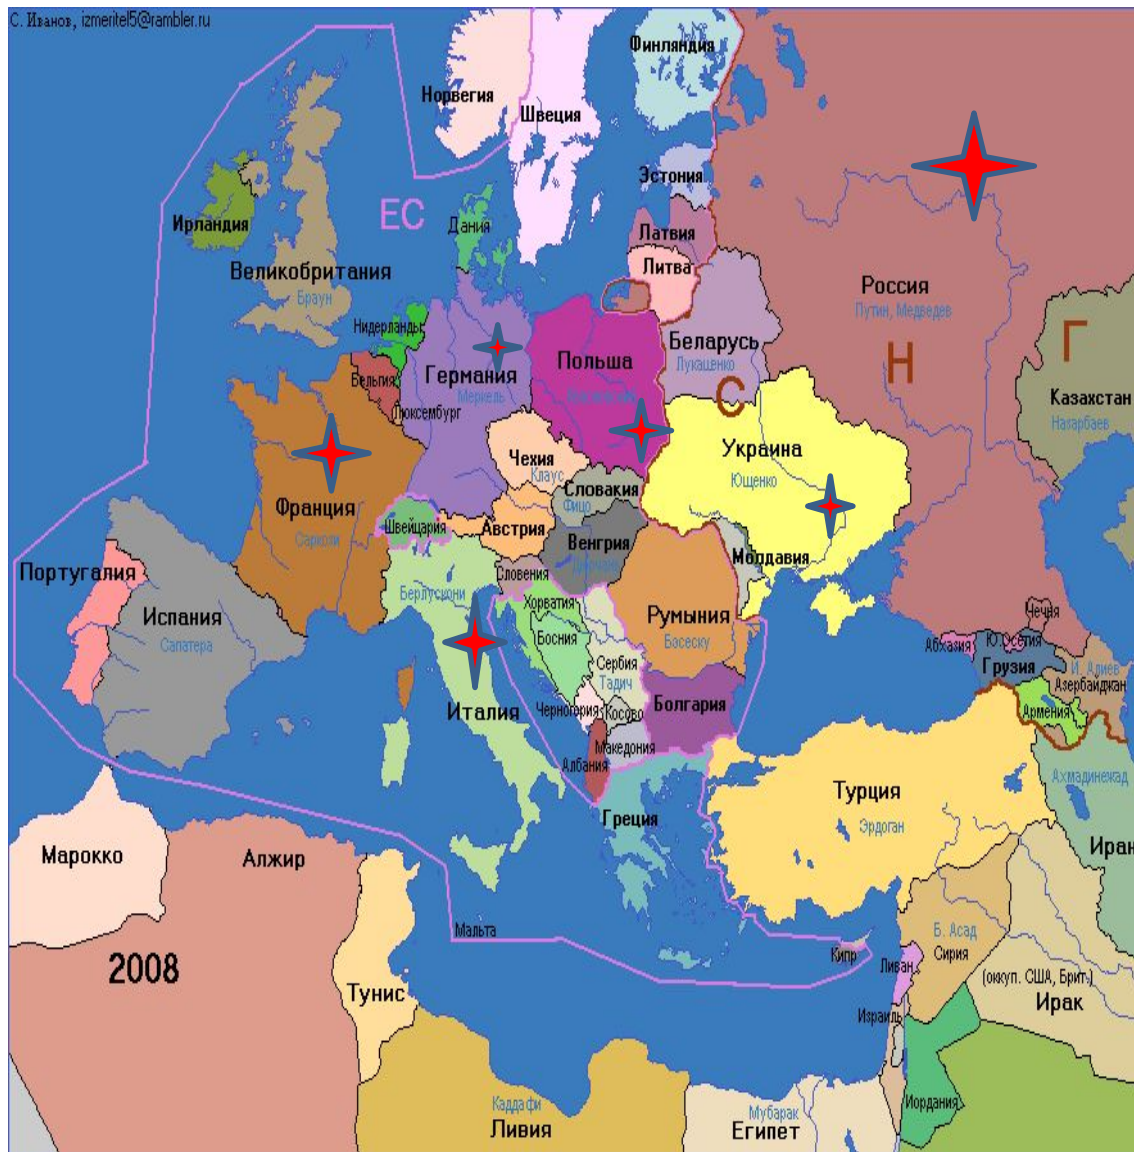 С. Иванов, izmeritel5@rambler.ru
Финляндия
Норвегия
Швеция
Эстония
ЕС
Дания
Ирландия
Латвия
Литва
Великобритания
Браун
Россия
Путин, Медведев
Нидерланды
Беларусь
Лукашенко
Польша
Германия
Меркель
Бельгия
Люксембург
С
Н
Г
Казахстан
Назарбаев
Украина
Ющенко
Чехия
Клаус
Словакия
Фицо
Франция
Саркози
Швейцария
Австрия
Венгрия
Молдавия
Словения
Португалия
Испания
Сапатера
Берлускони
Хорватия
Босния
Румыния
Басеску
Сербия
Тадич
Чечня
Абхазия
Ю.Осетия
Грузия
И. Алиев
Азербайджан
Армения
Италия
Черногория
Косово
Болгария
Македония
Албания
Греция
Турция
Эрдоган
Ахмадинежад
Иран
Марокко
Алжир
Мальта
Кипр
Б. Асад
Сирия
Ливан
2008
Тунис
(оккуп. США, Брит.)
Ирак
Израиль
Иордания
Каддафи
Ливия
Мубарак
Египет